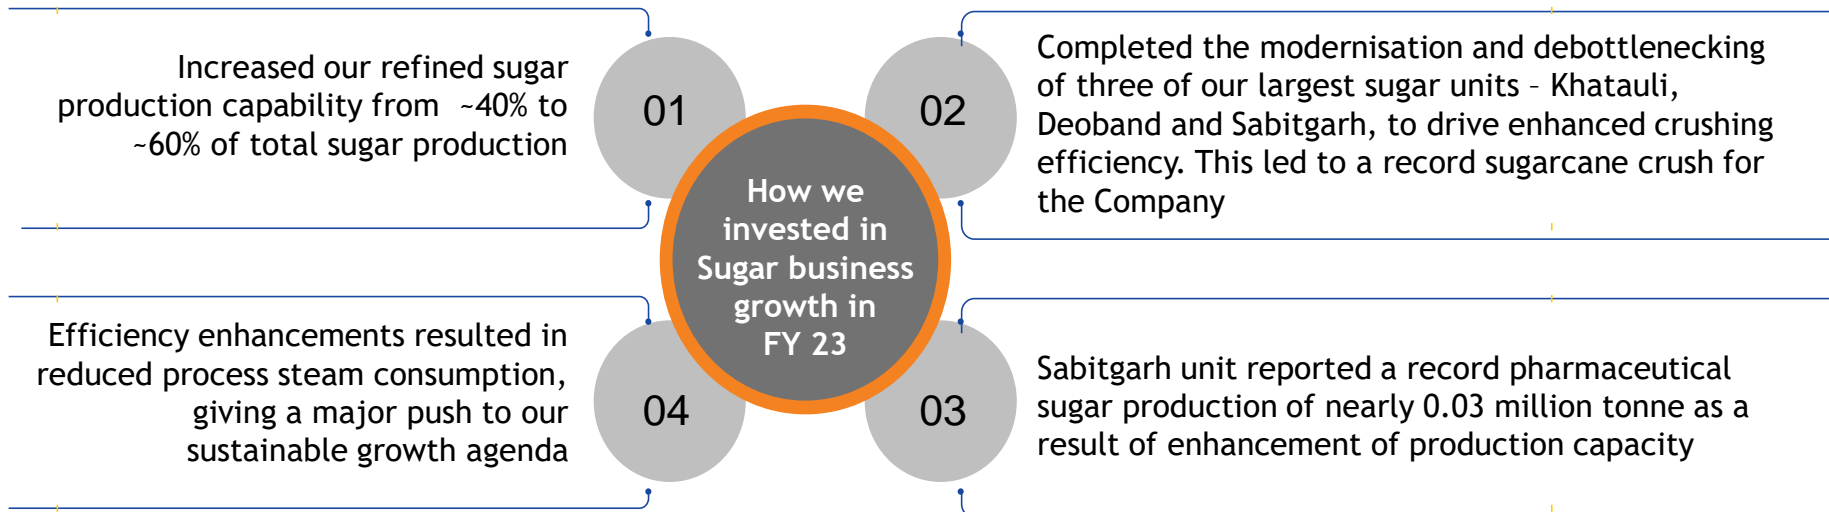 Increased our refined sugar
production capability from ~40% to
~60% of total sugar production
01
02
Completed the modernisation and debottlenecking
of three of our largest sugar units – Khatauli,
Deoband and Sabitgarh, to drive enhanced crushing
efficiency. This led to a record sugarcane crush for
the Company
How we
invested in
Sugar business
growth in
FY 23
Efficiency enhancements resulted in
reduced process steam consumption,
giving a major push to our
sustainable growth agenda
04
03
Sabitgarh unit reported a record pharmaceutical
sugar production of nearly 0.03 million tonne as a
result of enhancement of production capacity